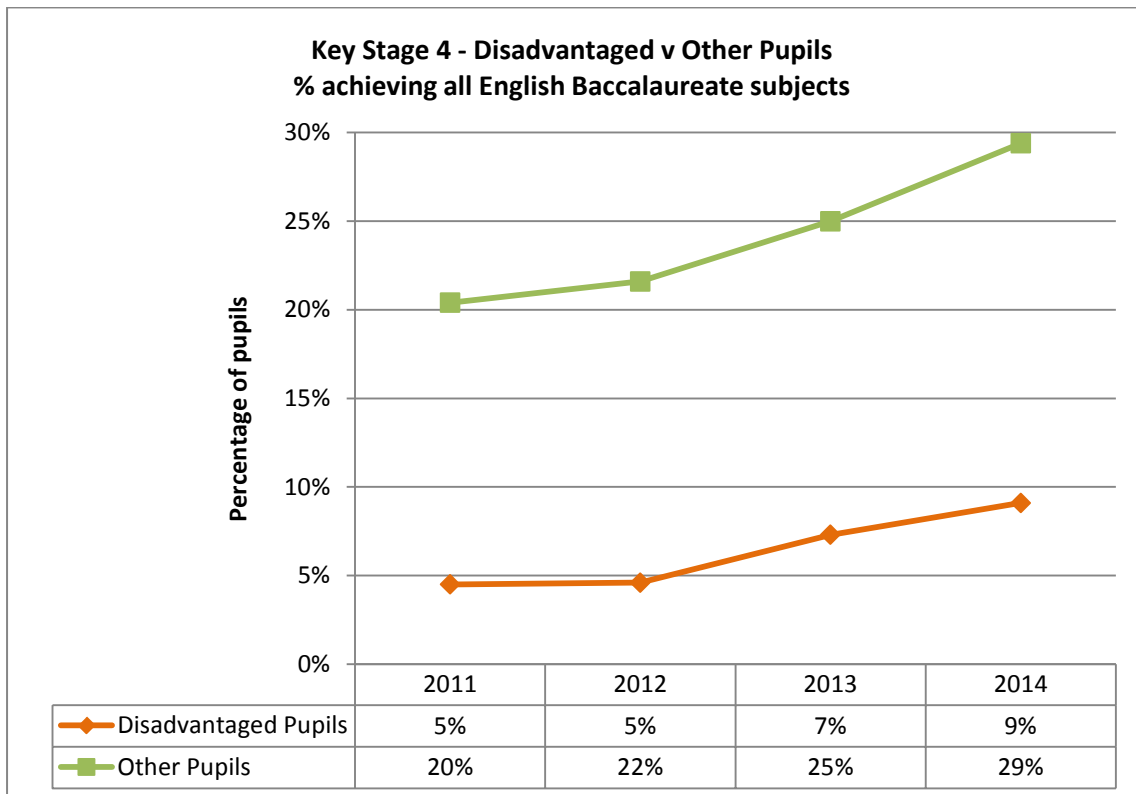 Key Stage 4 - Disadvantaged v Other Pupils
% achieving all English Baccalaureate subjects
30%
25%
20%
15%
10%
5%
0%
Percentage of pupils
2011 2012 2013 2014
Disadvantaged Pupils 5% 5% 7% 9%
Other Pupils 20% 22% 25% 29%